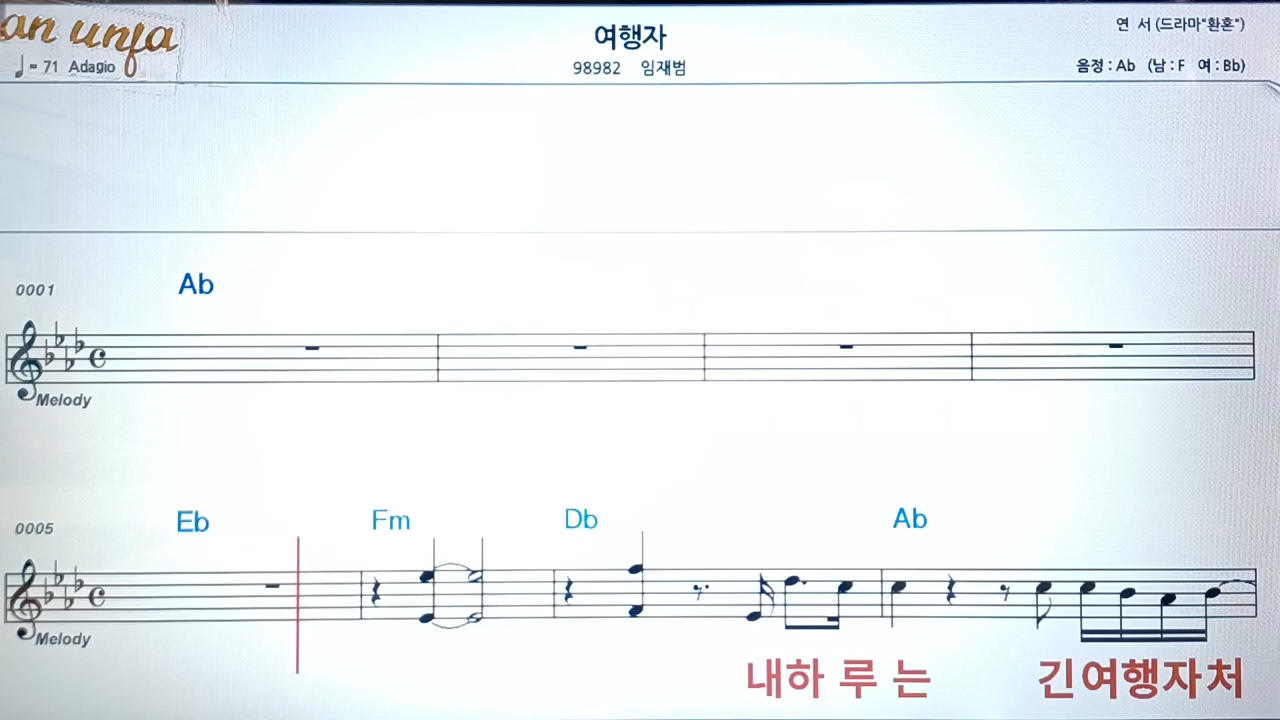 an unfa
♩= 71 Adagio
여행자
98982 임재범
연 서 (드라마"환혼")
음정 : Ab (남 : F 여 : Bb)
0001
Ab
Melody
0005
Eb Fm Db Ab
Melody
내하 루 는 긴여행자처